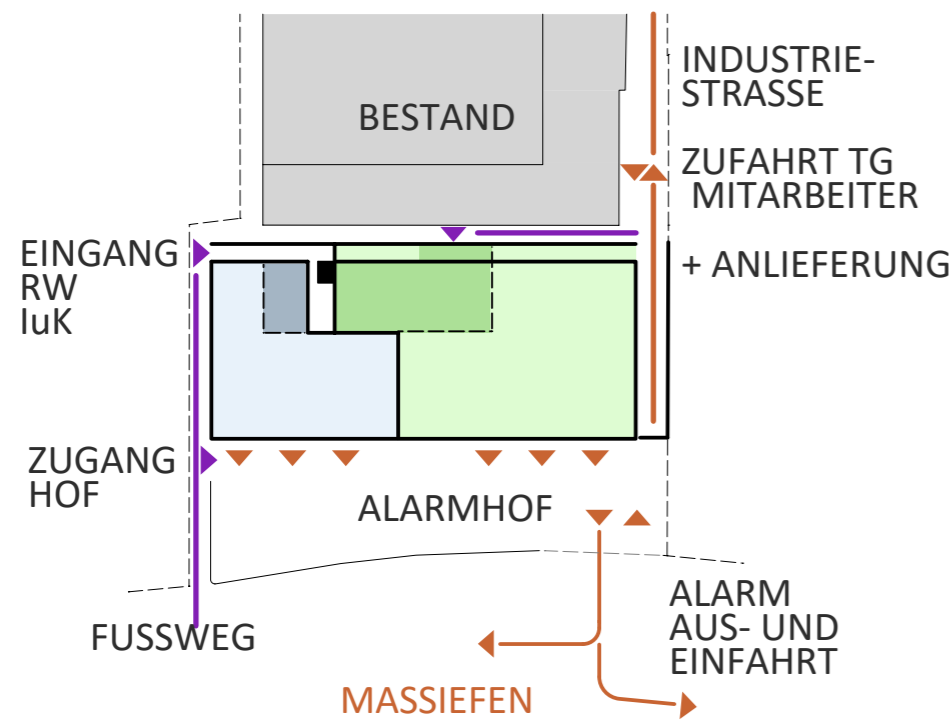 INDUSTRIE-
STRASSE
BESTAND
ZUFAHRT TG
MITARBEITER
EINGANG
RW
IuK
+ ANLIEFERUNG
ZUGANG
HOF
ALARMHOF
ALARM
AUS- UND
EINFAHRT
FUSSWEG
MASSIEFEN